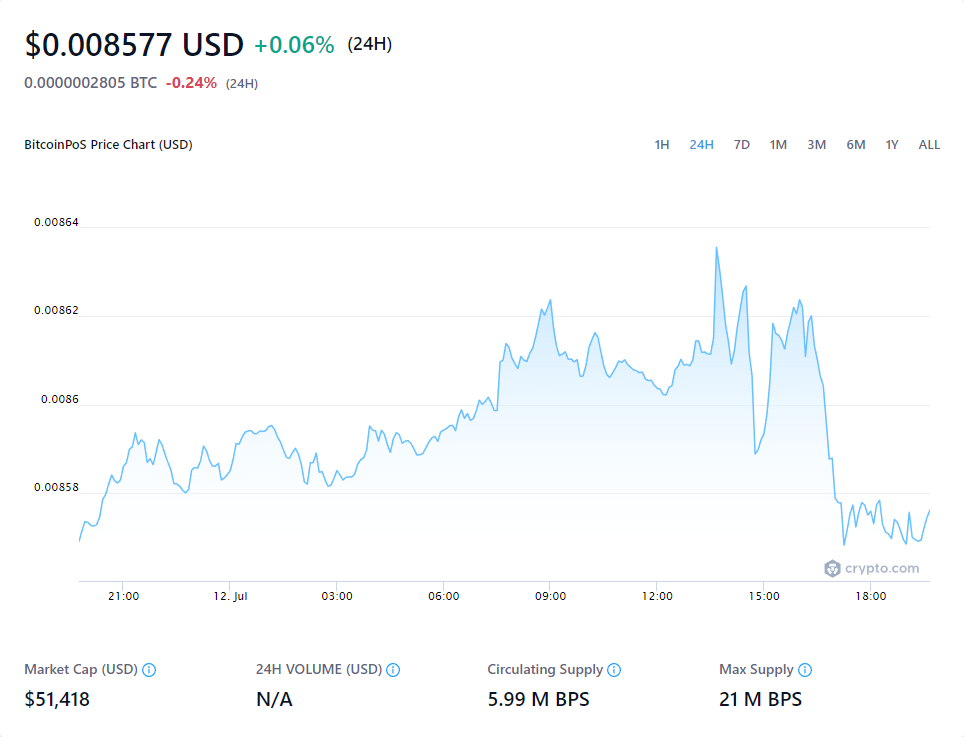 $0.008577 USD +0.06% (24H)
0.0000002805 BTC -0.24% (24H)
BitcoinPoS Price Chart (USD) 1H 24H 7D 1M 3M 6M 1Y ALL
0.00864
0.00862
0.0086
0.00858
crypto.com
21:00 12. Jul 03:00 06:00 09:00 12:00 15:00 18:00
Market Cap (USD) 24H VOLUME (USD) Circulating Supply Max Supply
$51,418 N/A 5.99 M BPS 21 M BPS